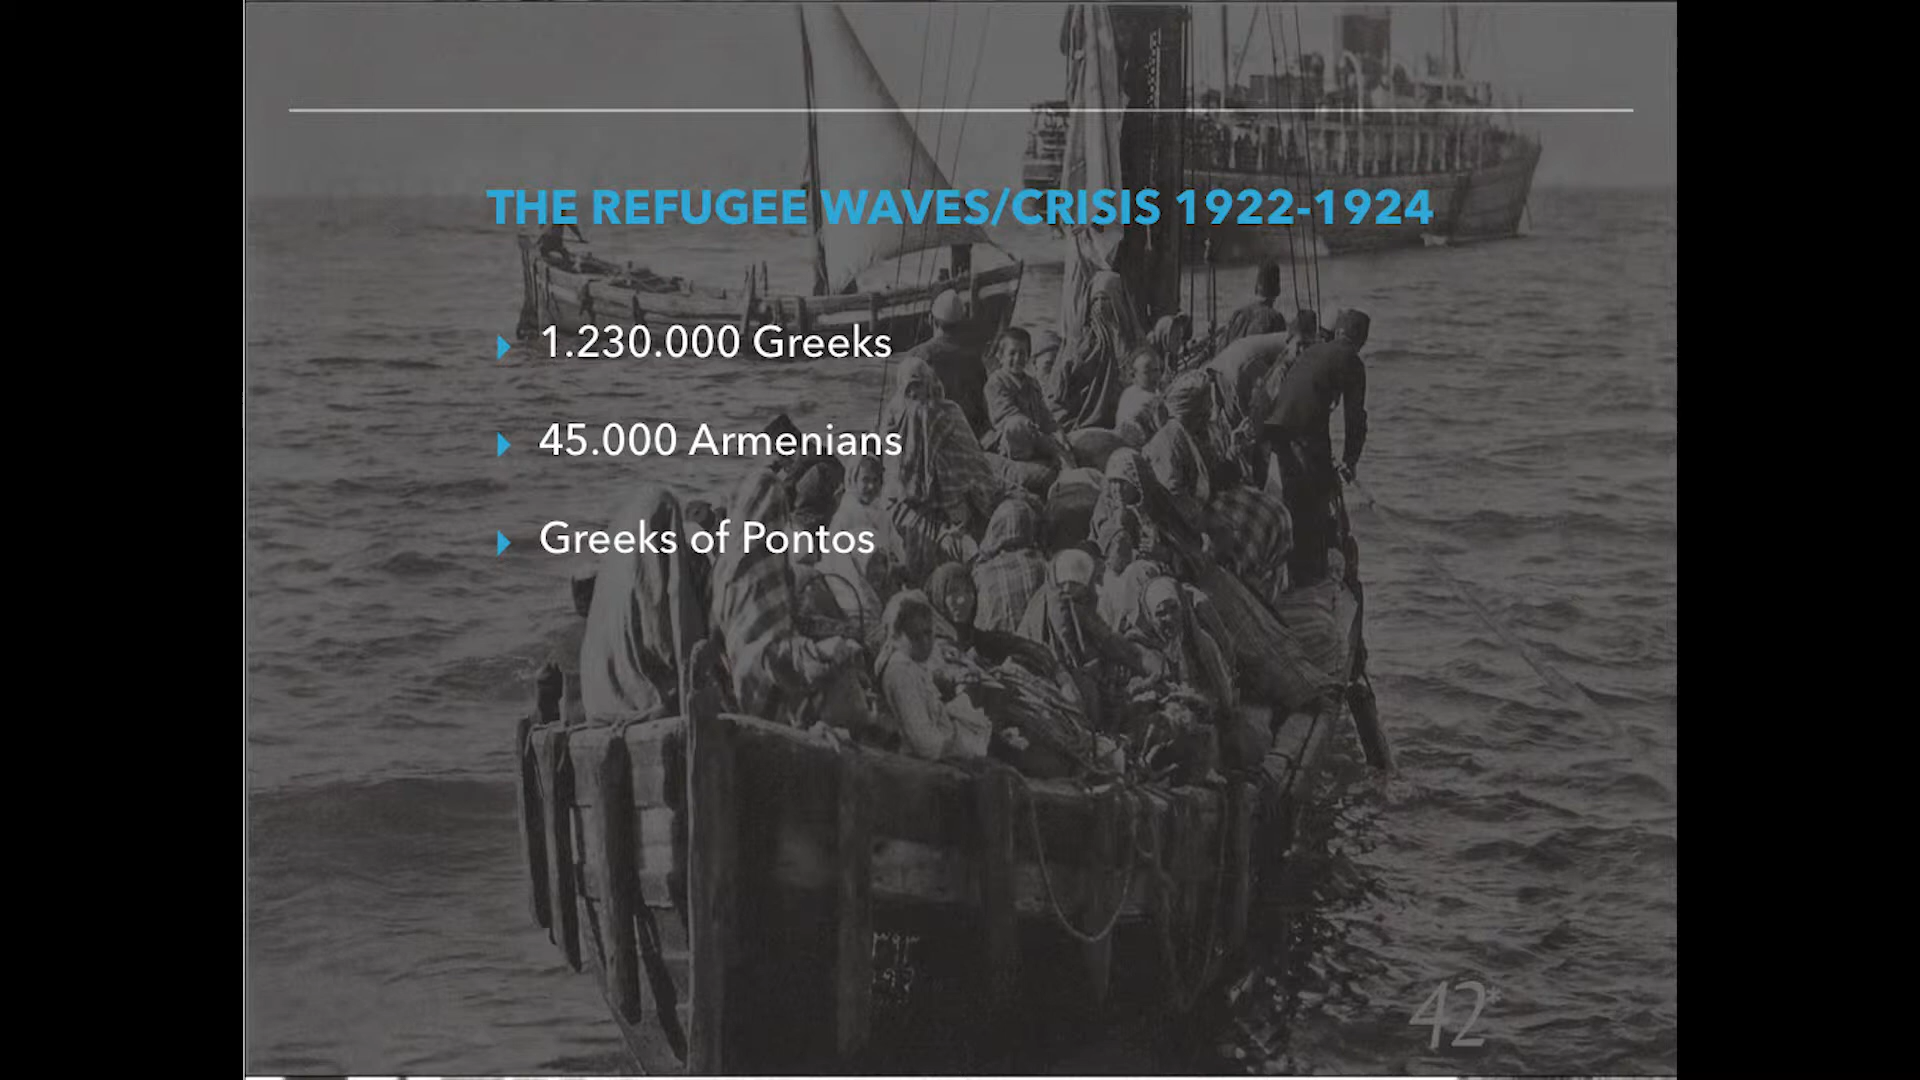 THE REFUGEE WAVES/CRISIS 1922-1924
1.230.000 Greeks
45.000 Armenians
Greeks of Pontos
42